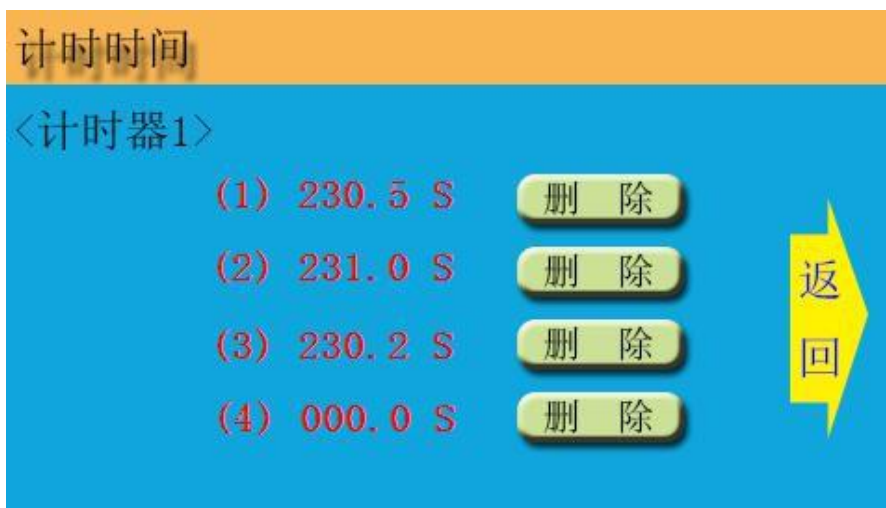 计时时间
<计时器1>
(1) 230.5 S 删 除
(2) 231.0 S 删 除
(3) 230.2 S 删 除
(4) 000.0 S 删 除
返
回